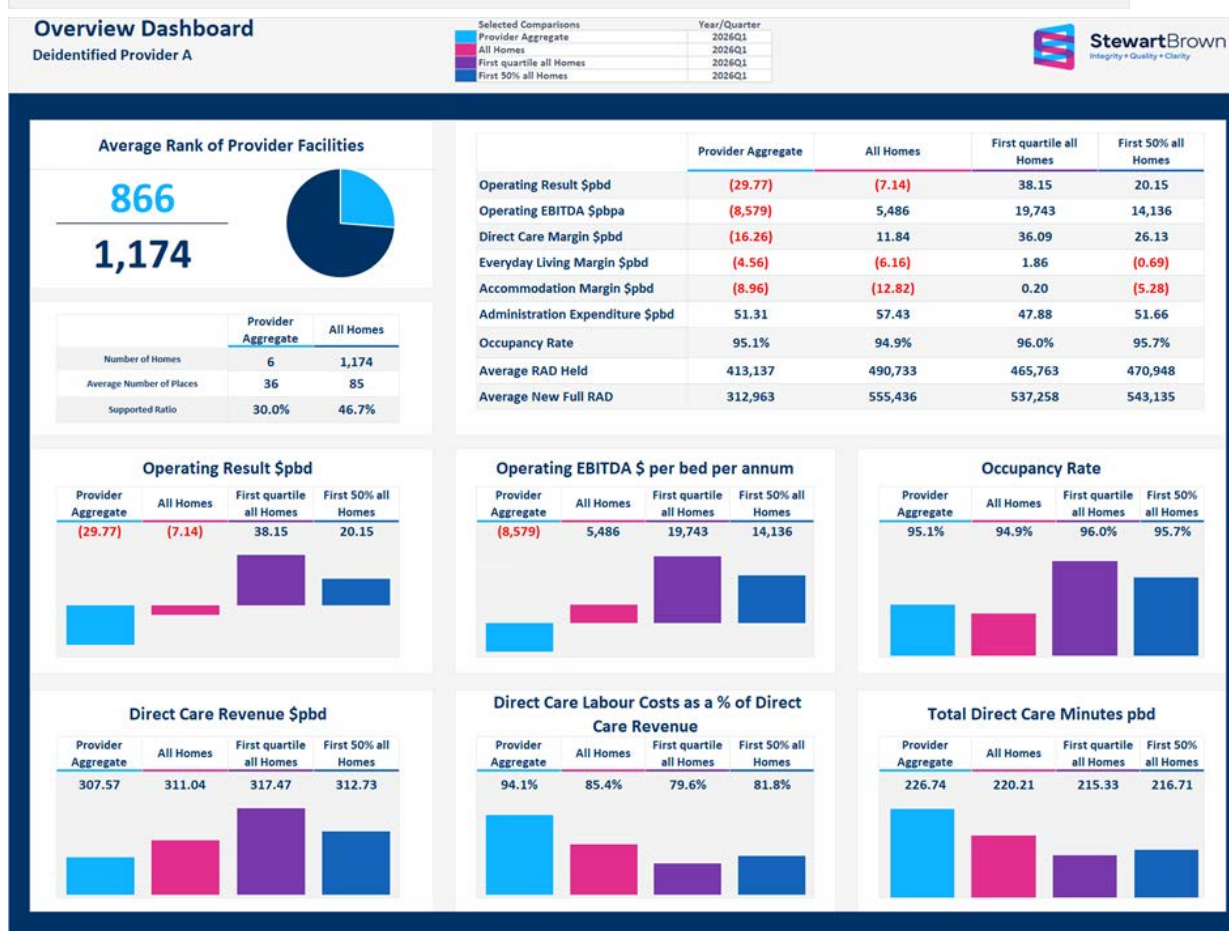 Overview Dashboard
Deidentified Provider A
Selected Comparisons Year/Quarter
Provider Aggregate 2026Q1
All Homes 2026Q1
First quartile all Homes 2026Q1
First 50% all Homes 2026Q1
StewartBrown
Integrity + Quality + Clarity
Average Rank of Provider Facilities
866
1,174
Provider Aggregate All Homes
Number of Homes 6 1,174
Average Number of Places 36 85
Supported Ratio 30.0% 46.7%
Provider Aggregate All Homes First quartile all Homes First 50% all Homes
Operating Result $pbd (29.77) (7.14) 38.15 20.15
Operating EBITDA $pbpa (8,579) 5,486 19,743 14,136
Direct Care Margin $pbd (16.26) 11.84 36.09 26.13
Everyday Living Margin $pbd (4.56) (6.16) 1.86 (0.69)
Accommodation Margin $pbd (8.96) (12.82) 0.20 (5.28)
Administration Expenditure $pbd 51.31 57.43 47.88 51.66
Occupancy Rate 95.1% 94.9% 96.0% 95.7%
Average RAD Held 413,137 490,733 465,763 470,948
Average New Full RAD 312,963 555,436 537,258 543,135
Operating Result $pbd
Provider Aggregate All Homes First quartile all Homes First 50% all Homes
(29.77) (7.14) 38.15 20.15
Operating EBITDA $ per bed per annum
Provider Aggregate All Homes First quartile all Homes First 50% all Homes
(8,579) 5,486 19,743 14,136
Occupancy Rate
Provider Aggregate All Homes First quartile all Homes First 50% all Homes
95.1% 94.9% 96.0% 95.7%
Direct Care Revenue $pbd
Provider Aggregate All Homes First quartile all Homes First 50% all Homes
307.57 311.04 317.47 312.73
Direct Care Labour Costs as a % of Direct
Care Revenue
Provider Aggregate All Homes First quartile all Homes First 50% all Homes
94.1% 85.4% 79.6% 81.8%
Total Direct Care Minutes pbd
Provider Aggregate All Homes First quartile all Homes First 50% all Homes
226.74 220.21 215.33 216.71